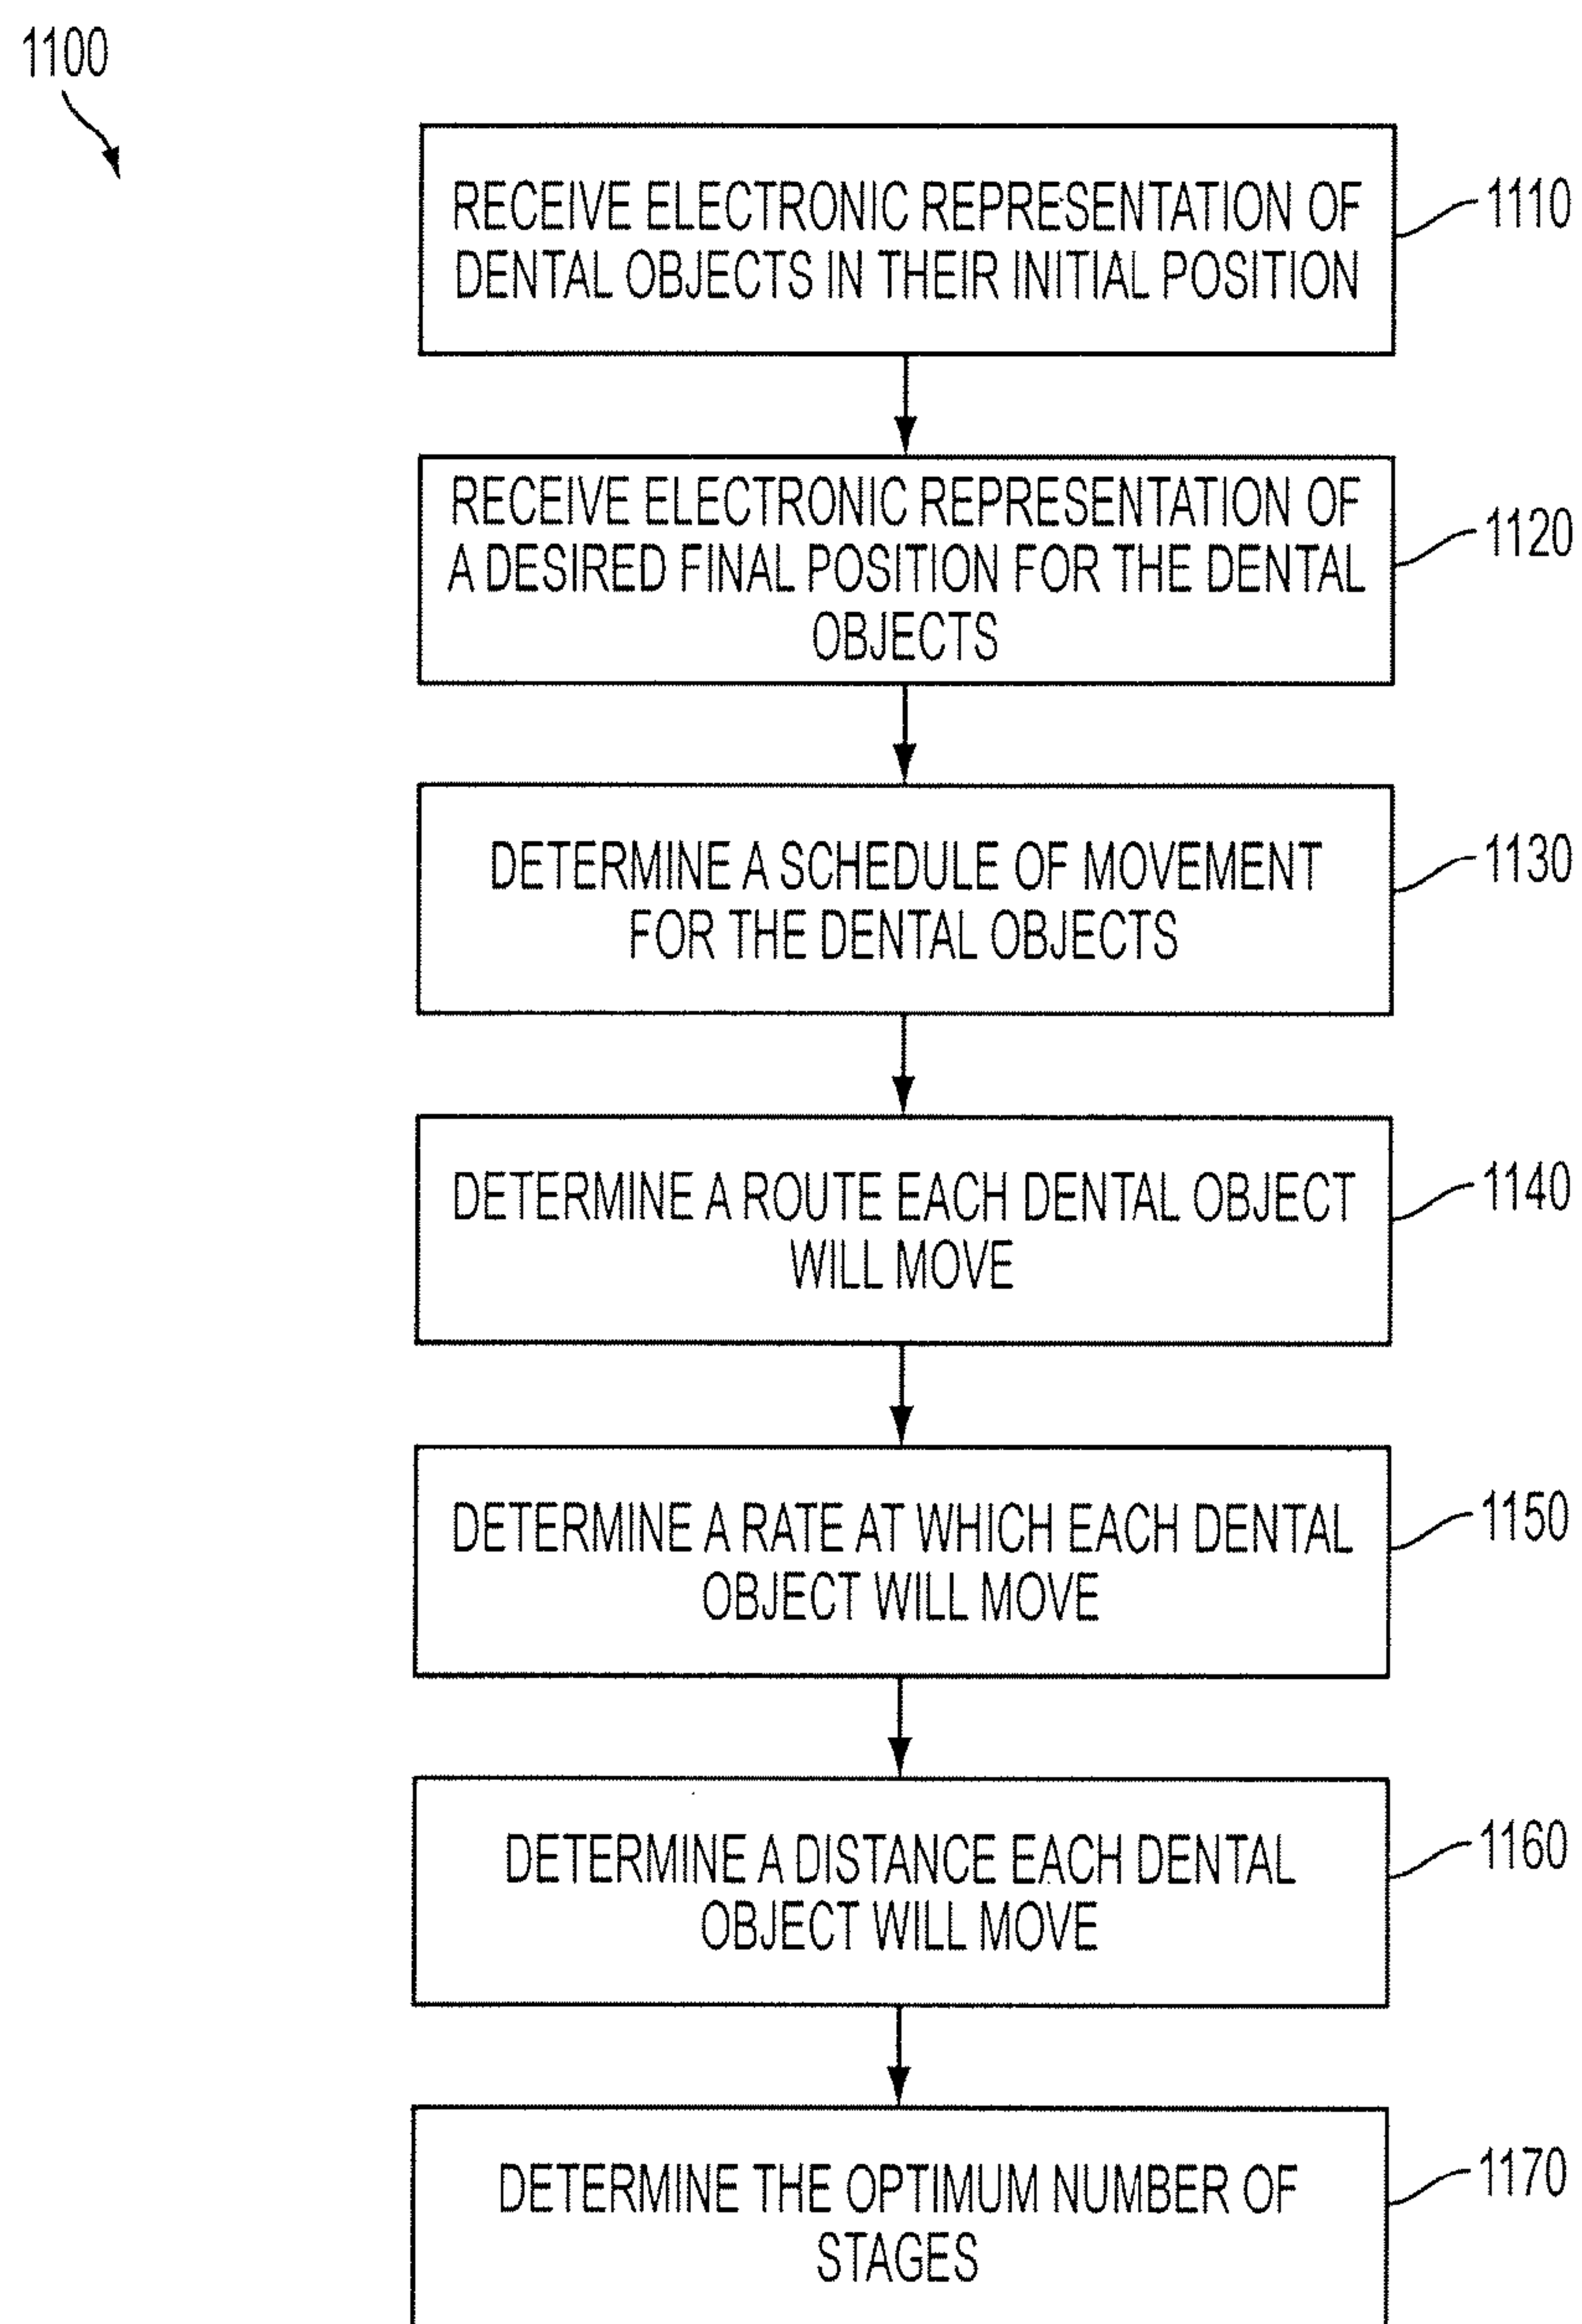 1100
RECEIVE ELECTRONIC REPRESENTATION OF
DENTAL OBJECTS IN THEIR INITIAL POSITION
1110
RECEIVE ELECTRONIC REPRESENTATION OF
A DESIRED FINAL POSITION FOR THE DENTAL
OBJECTS
1120
DETERMINE A SCHEDULE OF MOVEMENT
FOR THE DENTAL OBJECTS
1130
DETERMINE A ROUTE EACH DENTAL OBJECT
WILL MOVE
1140
DETERMINE A RATE AT WHICH EACH DENTAL
OBJECT WILL MOVE
1150
DETERMINE A DISTANCE EACH DENTAL
OBJECT WILL MOVE
1160
DETERMINE THE OPTIMUM NUMBER OF
STAGES
1170